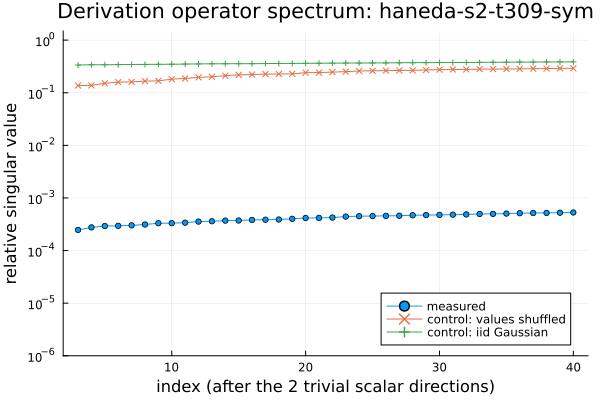 Derivation operator spectrum: haneda-s2-t309-sym
relative singular value
10⁰
10⁻¹
10⁻²
10⁻³
10⁻⁴
10⁻⁵
10⁻⁶
measured
control: values shuffled
control: iid Gaussian
10
20
30
40
index (after the 2 trivial scalar directions)